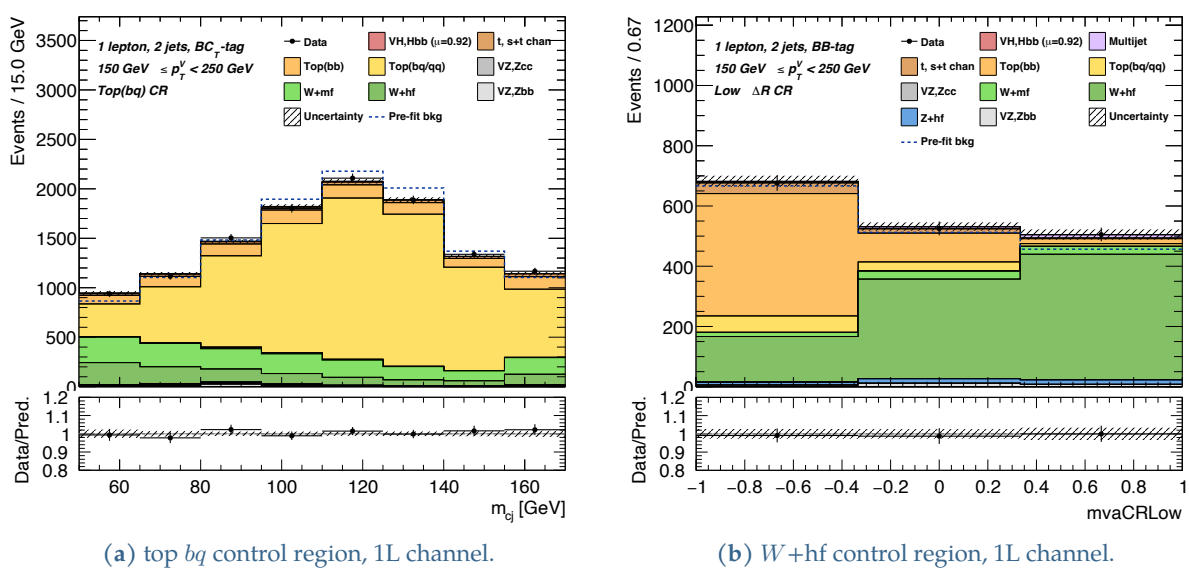 Events / 15.0 GeV
3500
3000
2500
2000
1500
1000
500
0
1 lepton, 2 jets, BC_T-tag
150 GeV ≤ p_T^V < 250 GeV
Top(bq) CR
Data
VH,Hbb (μ=0.92)
t, s+t chan
Top(bb)
Top(bq/qq)
VZ,Zcc
W+mf
W+hf
VZ,Zbb
Uncertainty
Pre-fit bkg
Data/Pred.
1.2
1.1
1
0.9
0.8
60 80 100 120 140 160
m_cj [GeV]
(a) top bq control region, 1L channel.
Events / 0.67
1200
1000
800
600
400
200
0
1 lepton, 2 jets, BB-tag
150 GeV ≤ p_T^V < 250 GeV
Low ΔR CR
Data
VH,Hbb (μ=0.92)
Multijet
t, s+t chan
Top(bb)
Top(bq/qq)
VZ,Zcc
W+mf
W+hf
Z+hf
VZ,Zbb
Uncertainty
Pre-fit bkg
Data/Pred.
1.2
1.1
1
0.9
0.8
−1 −0.8 −0.6 −0.4 −0.2 0 0.2 0.4 0.6 0.8 1
mvaCRLow
(b) W+hf control region, 1L channel.